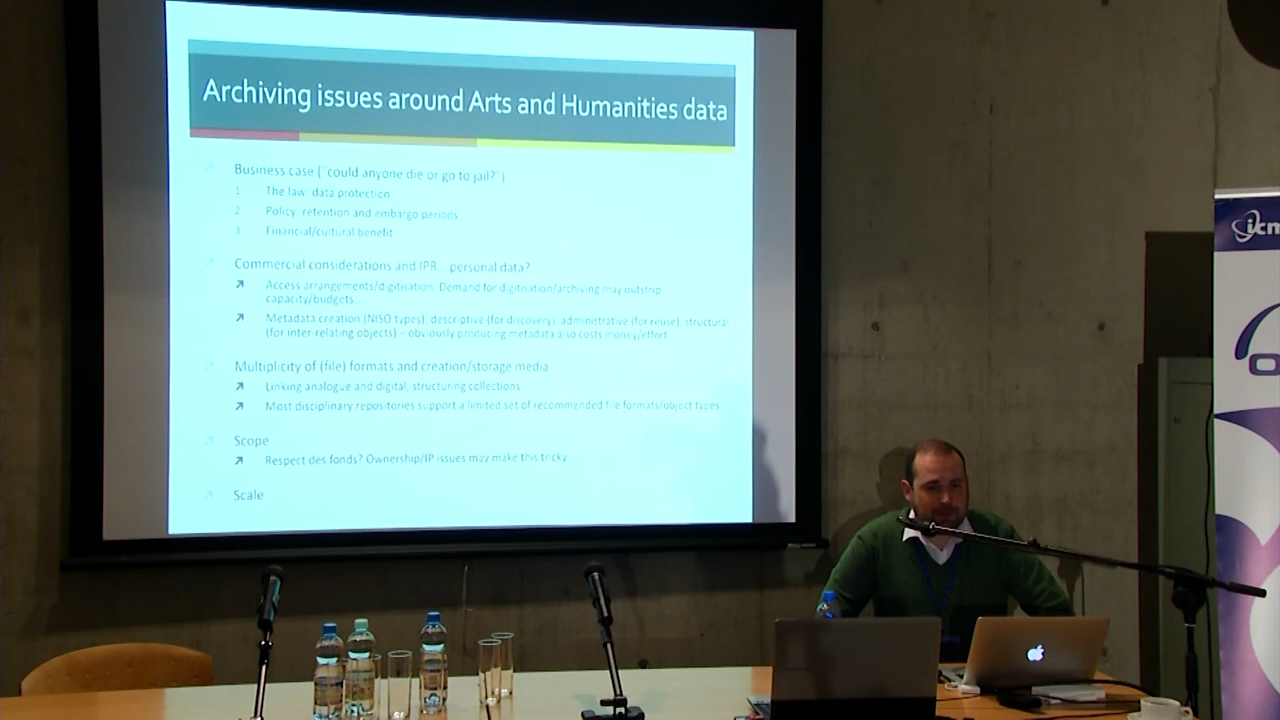 Archiving issues around Arts and Humanities data
Business case ("could anyone die or go to jail?")
1 The law: data protection
2 Policy: retention and embargo periods
3 Financial/cultural benefit
Commercial considerations and IPR... personal data?
Access arrangements/digitisation. Demand for digitisation/archiving may outstrip
capacity/budgets...
Metadata creation (NISO types): descriptive (for discovery), administrative (for reuse), structural
(for inter-relating objects) – obviously producing metadata also costs money/effort
Multiplicity of (file) formats and creation/storage media
Linking analogue and digital, structuring collections
Most disciplinary repositories support a limited set of recommended file formats/object types
Scope
Respect des fonds? Ownership/IP issues may make this tricky
Scale
icm